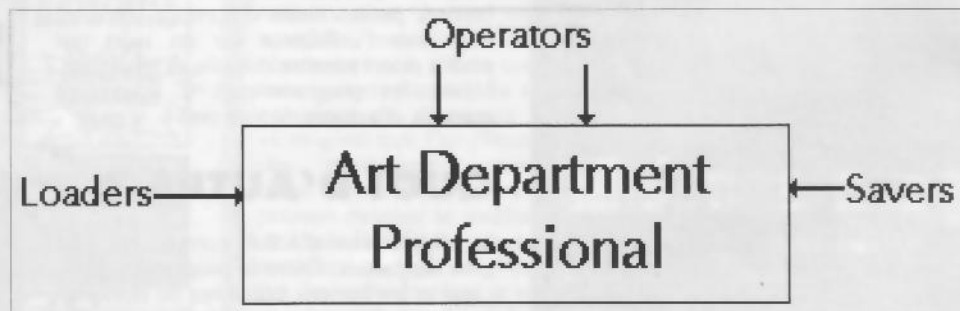 Operators
Art Department
Loaders
Savers
Professional